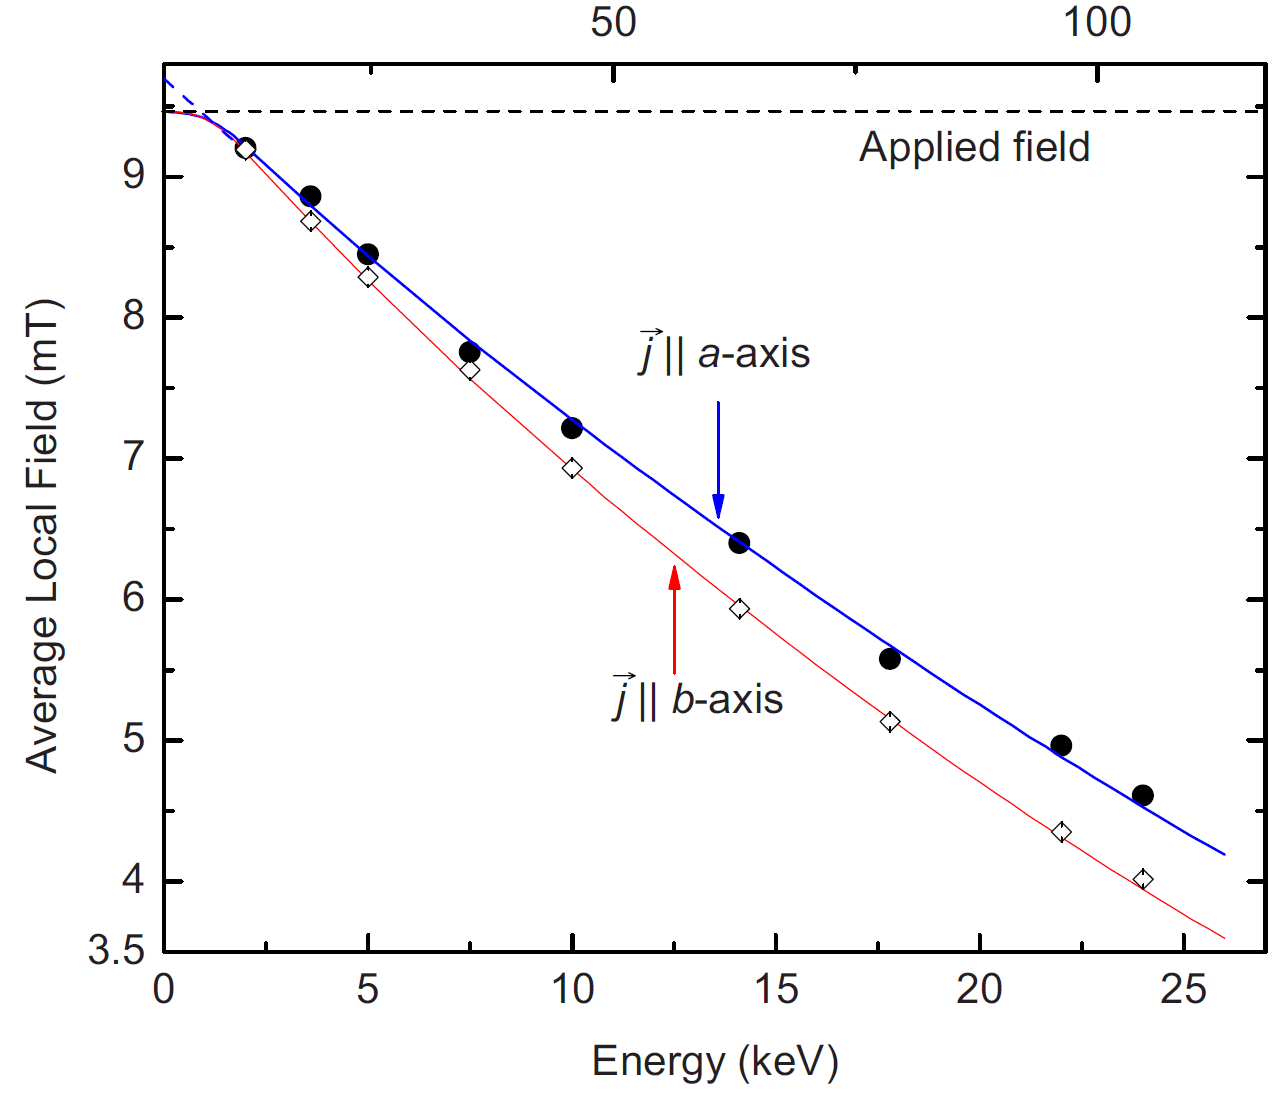 50 100
Applied field
9
8
j || a-axis
7
6
j || b-axis
5
4
3.5
0 5 10 15 20 25
Energy (keV)
Average Local Field (mT)